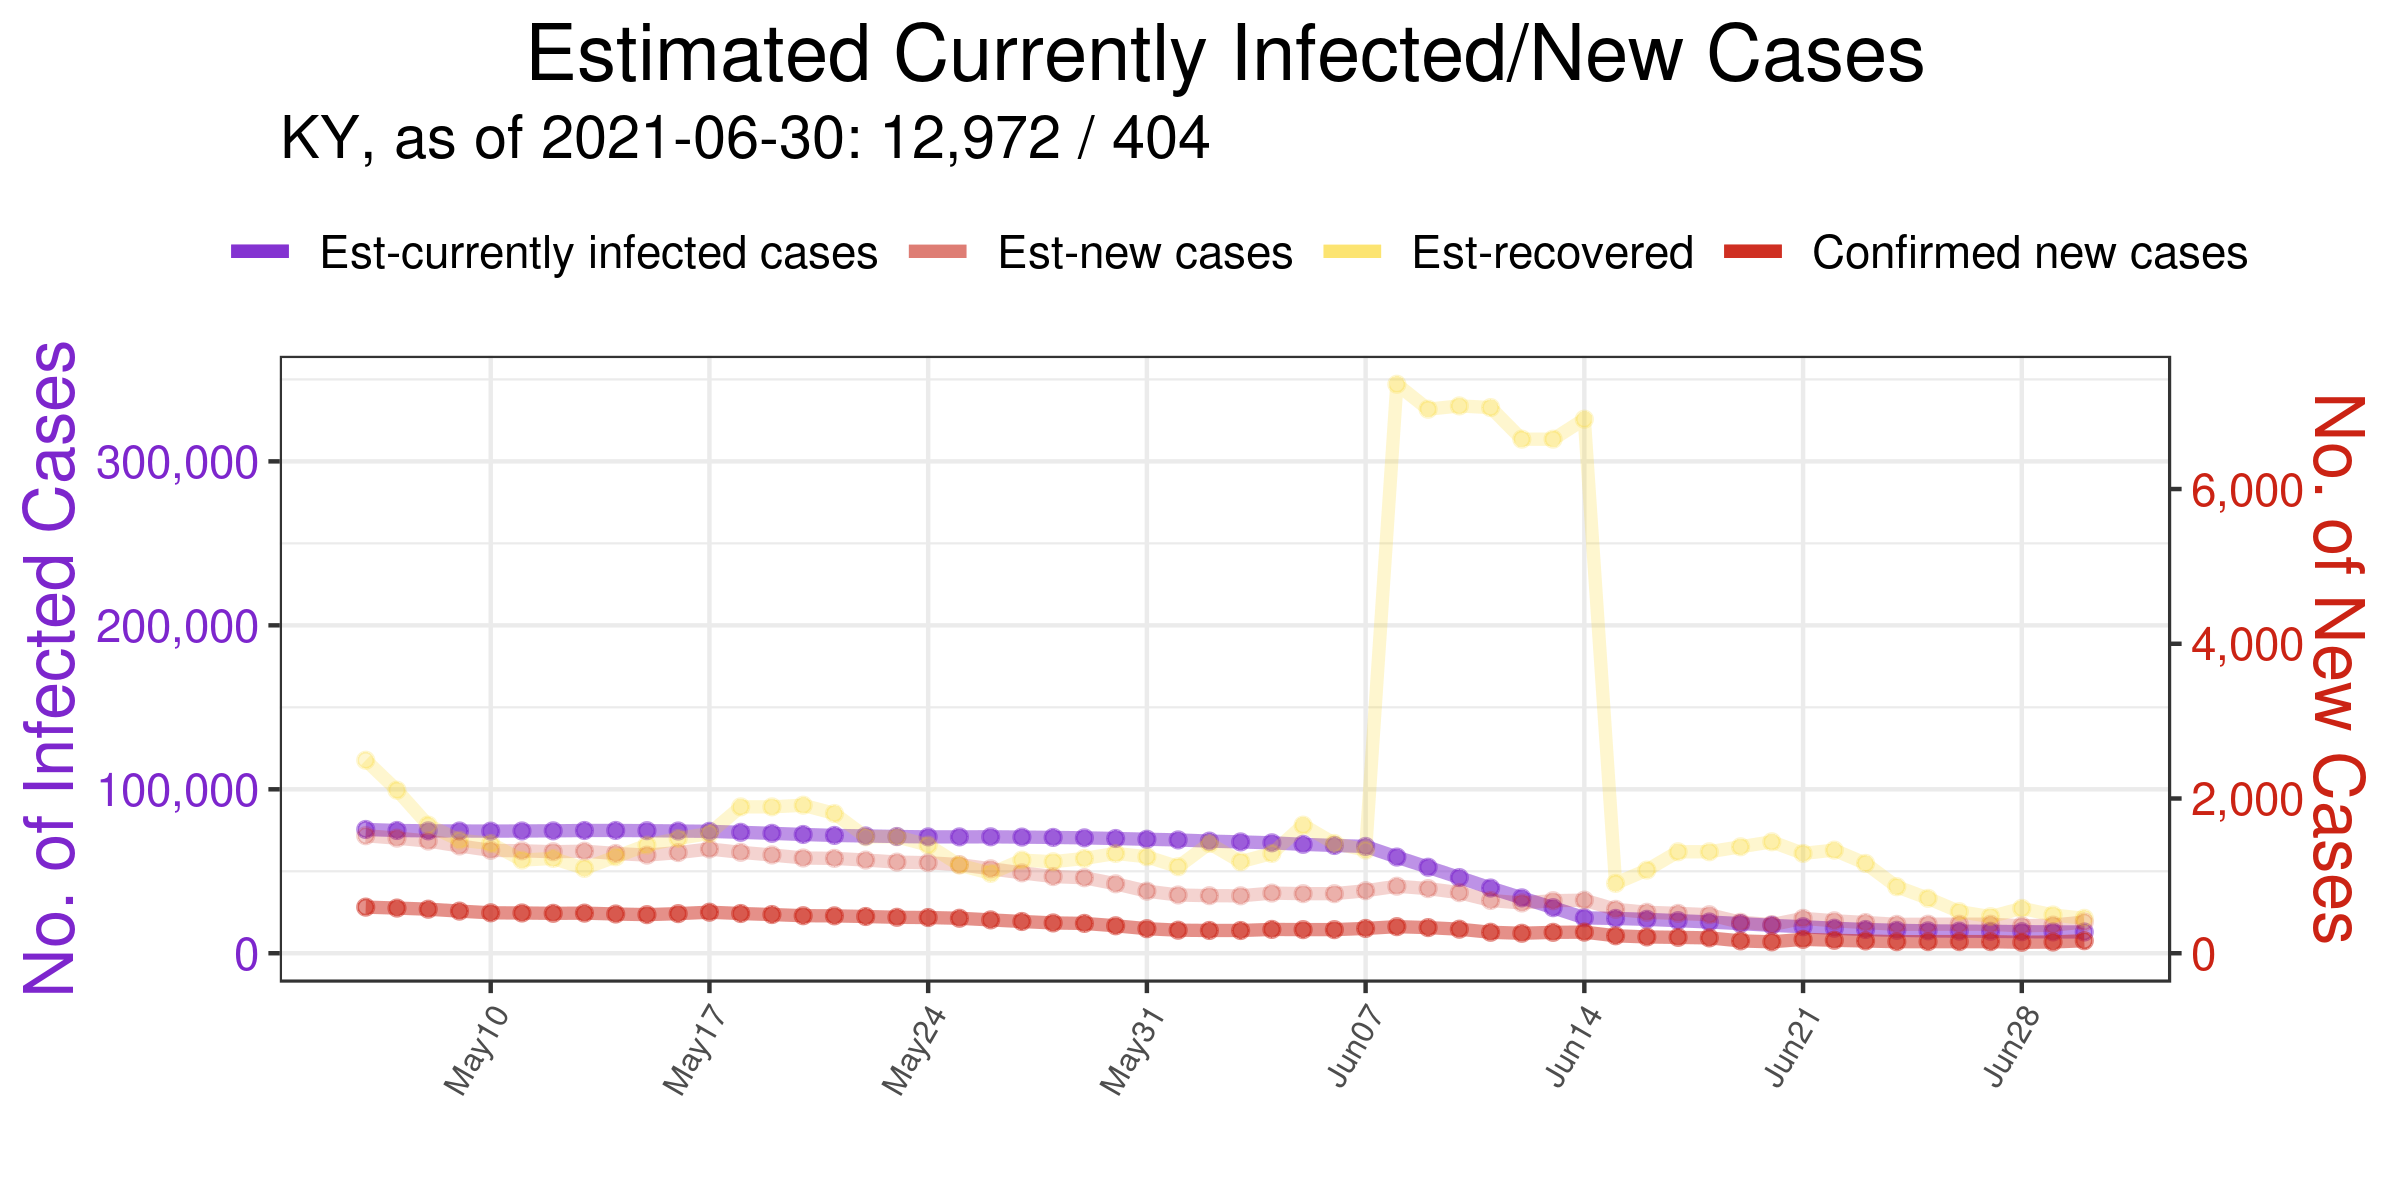 Estimated Currently Infected/New Cases
KY, as of 2021-06-30: 12,972 / 404
Est-currently infected cases Est-new cases Est-recovered Confirmed new cases
No. of Infected Cases
300,000
200,000
100,000
0
6,000
4,000
2,000
0
No. of New Cases
May10 May17 May24 May31 Jun07 Jun14 Jun21 Jun28